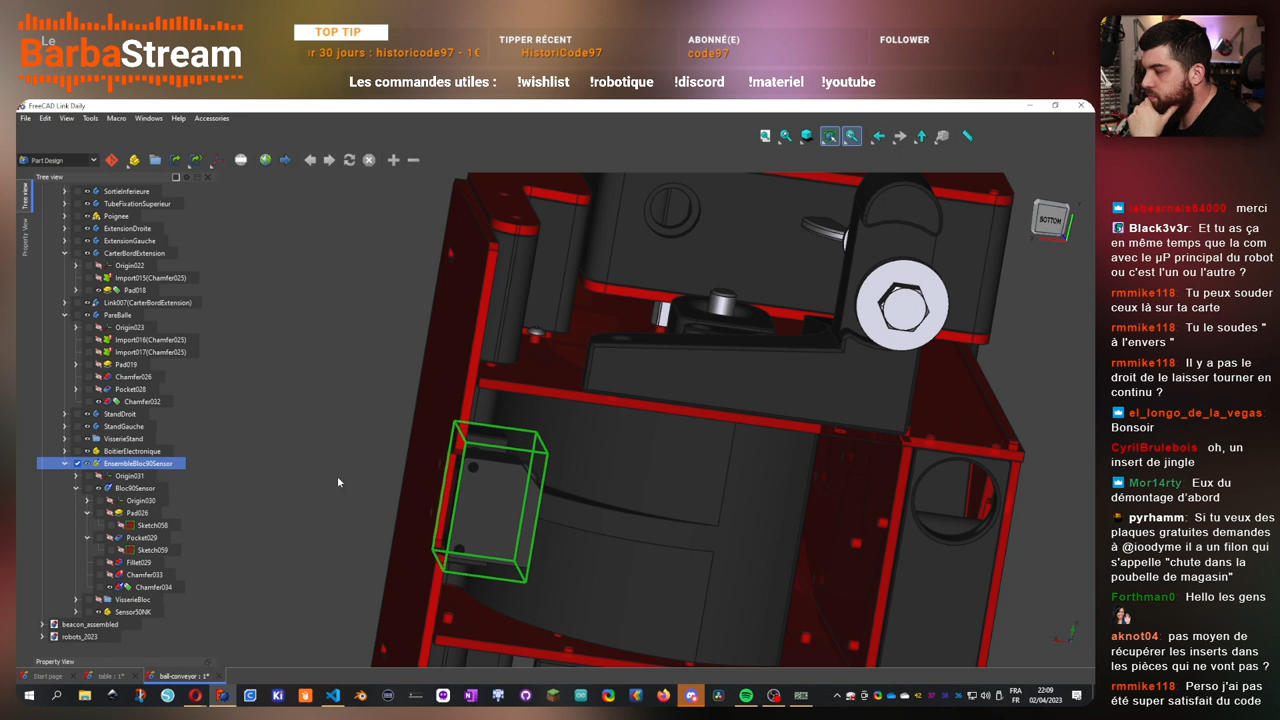 Le
BarbaStream
TOP TIP
ir 30 jours : historicode97 - 1€
TIPPER RÉCENT
HistoriCode97
ABONNÉ(E)
code97
FOLLOWER
Les commandes utiles : !wishlist !robotique !discord !materiel !youtube
FreeCAD Link Daily
File Edit View Tools Macro Windows Help Accessories
Part Design
Tree view
Tree view
Property View
SortieInferieure
TubeFixationSuperieur
Poignee
ExtensionDroite
ExtensionGauche
CarterBordExtension
Origin022
Import015(Chamfer025)
Pad018
Link007(CarterBordExtension)
PareBalle
Origin023
Import016(Chamfer025)
Import017(Chamfer025)
Pad019
Chamfer026
Pocket028
Chamfer032
StandDroit
StandGauche
VisserieStand
BoitierElectronique
EnsembleBloc90Sensor
Origin031
Bloc90Sensor
Origin030
Pad026
Sketch058
Pocket029
Sketch059
Fillet029
Chamfer033
Chamfer034
VisserieBloc
Sensor50NK
beacon_assembled
robots_2023
Property View
Start page
table : 1*
ball-conveyor : 1*
BOTTOM
FRA
FR
22:09
02/04/2023
lebearnais64000 merci
Black3v3r: Et tu as ça
en même temps que la com
avec le µP principal du robot
ou c'est l'un ou l'autre ?
rmmike118: Tu peux souder
ceux là sur ta carte
rmmike118: Tu le soudes "
à l'envers "
rmmike118: Il y a pas le
droit de le laisser tourner en
continu ?
el_longo_de_la_vegas:
Bonsoir
CyrilBrulebois: oh, un
insert de jingle
Mor14rty: Eux du
démontage d'abord
pyrhamm: Si tu veux des
plaques gratuites demandes
à @ioodyme il a un filon qui
s'appelle "chute dans la
poubelle de magasin"
Forthman0: Hello les gens
aknot04: pas moyen de
récupérer les inserts dans
les pièces qui ne vont pas ?
rmmike118: Perso j'ai pas
été super satisfait du code